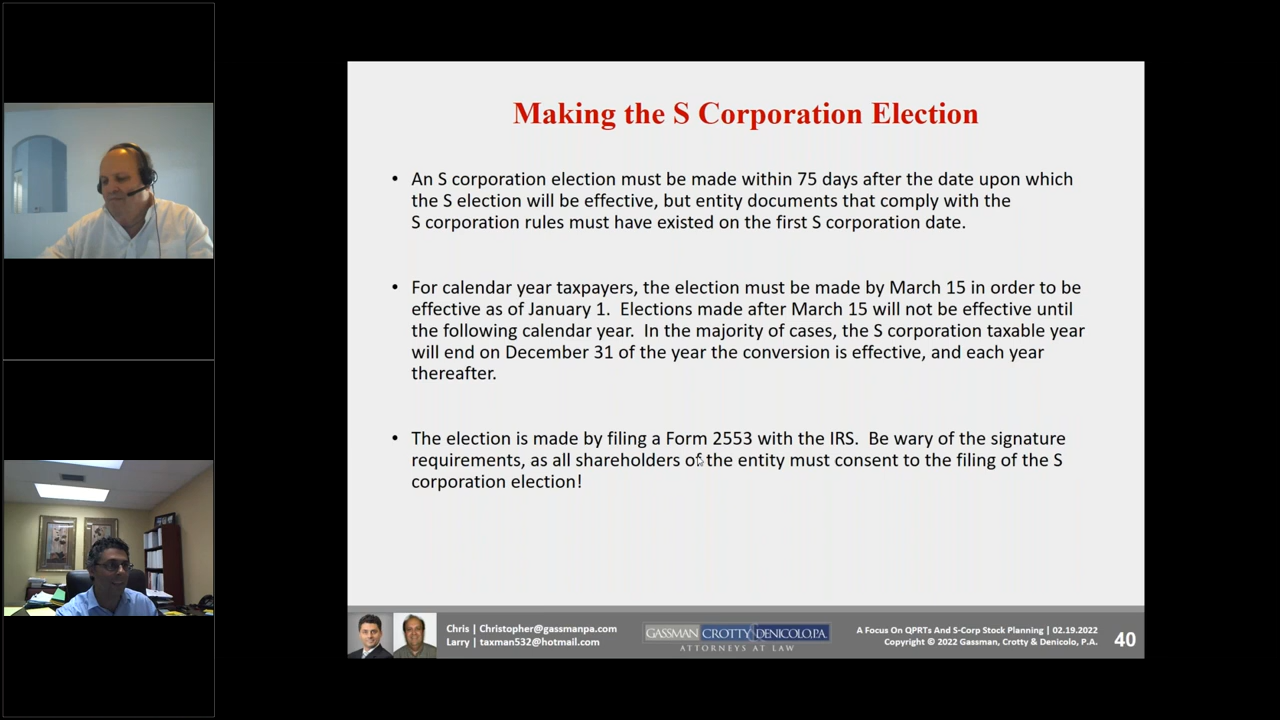 Making the S Corporation Election
• An S corporation election must be made within 75 days after the date upon which
the S election will be effective, but entity documents that comply with the
S corporation rules must have existed on the first S corporation date.
• For calendar year taxpayers, the election must be made by March 15 in order to be
effective as of January 1. Elections made after March 15 will not be effective until
the following calendar year. In the majority of cases, the S corporation taxable year
will end on December 31 of the year the conversion is effective, and each year
thereafter.
• The election is made by filing a Form 2553 with the IRS. Be wary of the signature
requirements, as all shareholders of the entity must consent to the filing of the S
corporation election!
Chris | Christopher@gassmanpa.com
Larry | taxman532@hotmail.com
GASSMAN CROTTY DENICOLO, P.A.
ATTORNEYS AT LAW
A Focus On QPRTs And S-Corp Stock Planning | 02.19.2022
Copyright © 2022 Gassman, Crotty & Denicolo, P.A.
40